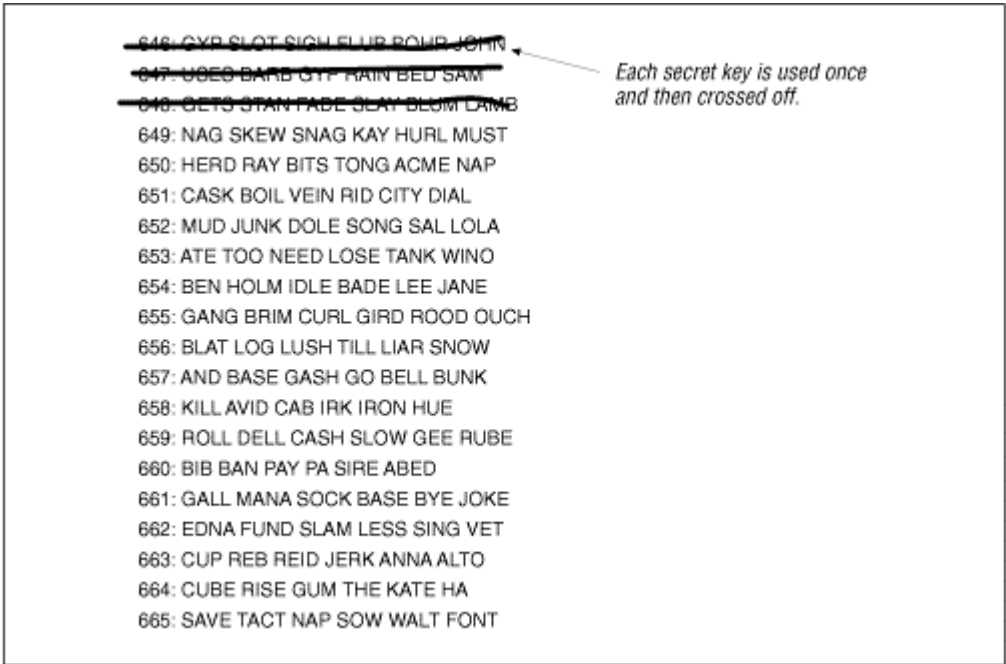 646: GYP SLOT SIGH FLUB BOHR JOHN
647: USES BARB GYP RAIN BED SAM
648: GETS STAN FADE SLAY BLUM LAMB
Each secret key is used once
and then crossed off.
649: NAG SKEW SNAG KAY HURL MUST
650: HERD RAY BITS TONG ACME NAP
651: CASK BOIL VEIN RID CITY DIAL
652: MUD JUNK DOLE SONG SAL LOLA
653: ATE TOO NEED LOSE TANK WINO
654: BEN HOLM IDLE BADE LEE JANE
655: GANG BRIM CURL GIRD ROOD OUCH
656: BLAT LOG LUSH TILL LIAR SNOW
657: AND BASE GASH GO BELL BUNK
658: KILL AVID CAB IRK IRON HUE
659: ROLL DELL CASH SLOW GEE RUBE
660: BIB BAN PAY PA SIRE ABED
661: GALL MANA SOCK BASE BYE JOKE
662: EDNA FUND SLAM LESS SING VET
663: CUP REB REID JERK ANNA ALTO
664: CUBE RISE GUM THE KATE HA
665: SAVE TACT NAP SOW WALT FONT